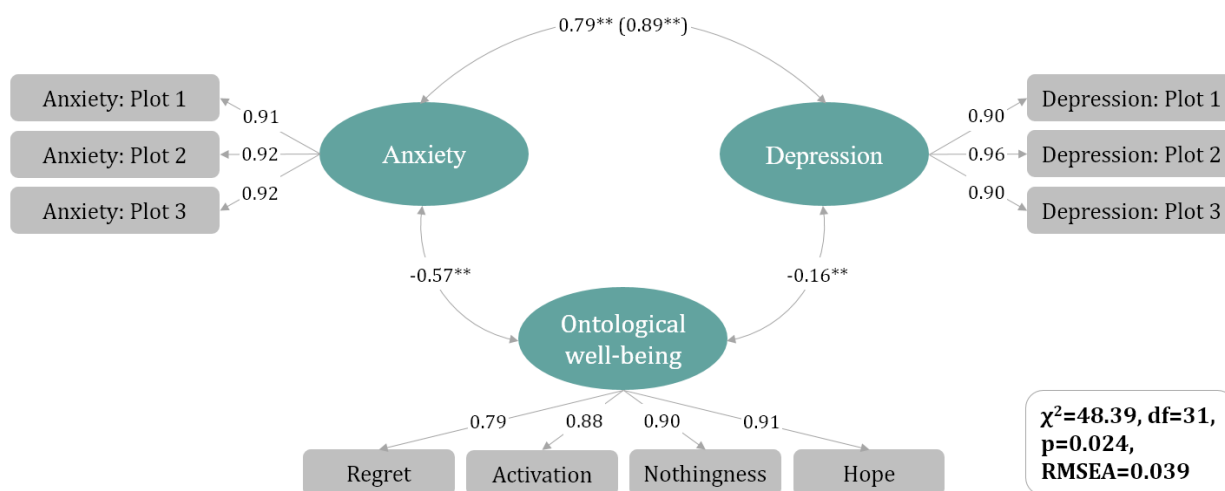 0.79** (0.89**)
Anxiety: Plot 1
Anxiety: Plot 2
Anxiety: Plot 3
0.91
0.92
0.92
Anxiety
Depression
0.90
0.96
0.90
Depression: Plot 1
Depression: Plot 2
Depression: Plot 3
-0.57**
-0.16**
Ontological
well-being
0.79
0.88
0.90
0.91
Regret
Activation
Nothingness
Hope
χ²=48.39, df=31,
p=0.024,
RMSEA=0.039